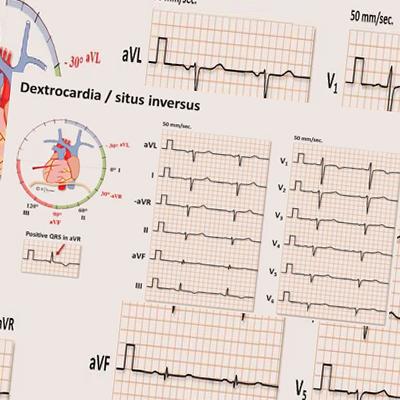 50 mm/sec.
- 30° aVL
aVL
V1
Dextrocardia / situs inversus
50 mm/sec.
50 mm/sec.
aVL
I
-aVR
II
aVF
III
V1
V2
V3
V4
V5
V6
- 30° aVL
0° I
30° -aVR
120°
III
90°
aVF
60°
II
Positive QRS in aVR
aVR
aVF
V5